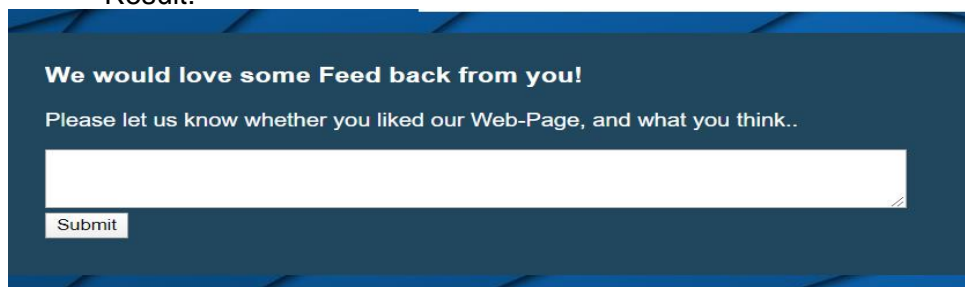 Result:
We would love some Feed back from you!
Please let us know whether you liked our Web-Page, and what you think..
Submit